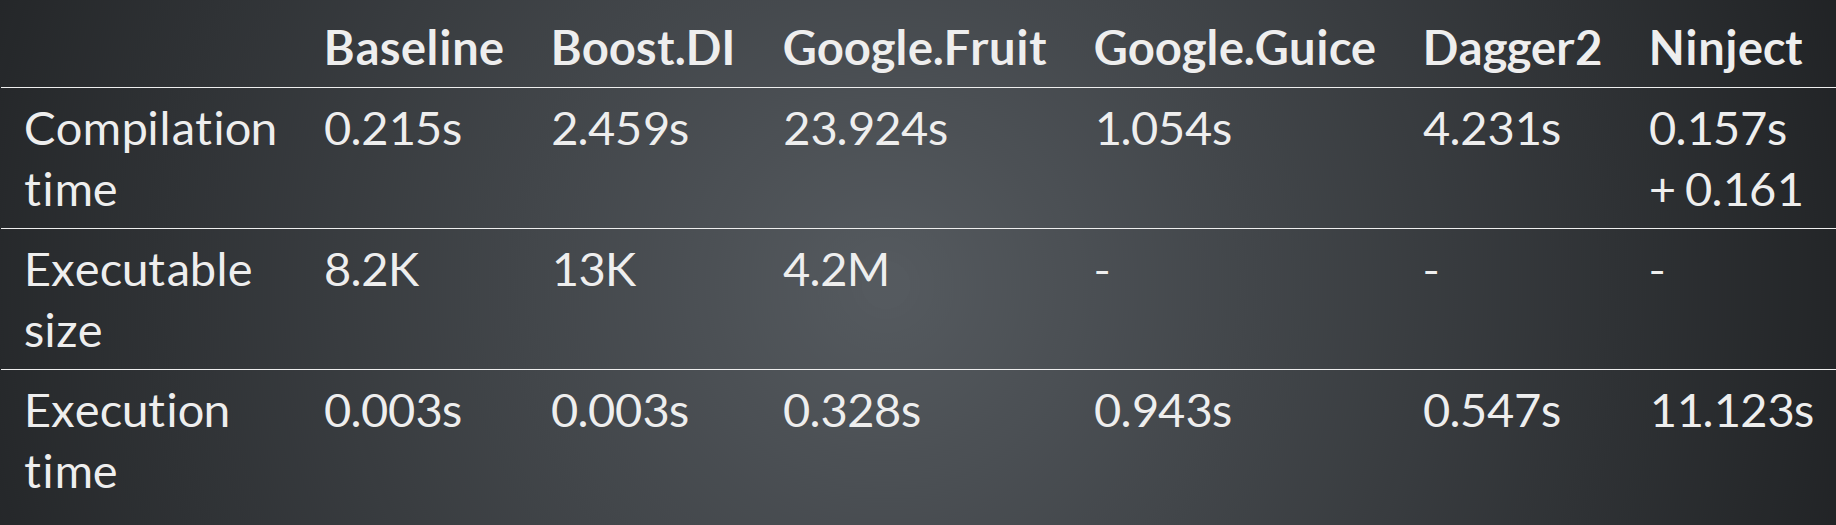 Baseline Boost.DI Google.Fruit Google.Guice Dagger2 Ninject
Compilation time 0.215s 2.459s 23.924s 1.054s 4.231s 0.157s + 0.161
Executable size 8.2K 13K 4.2M - - -
Execution time 0.003s 0.003s 0.328s 0.943s 0.547s 11.123s